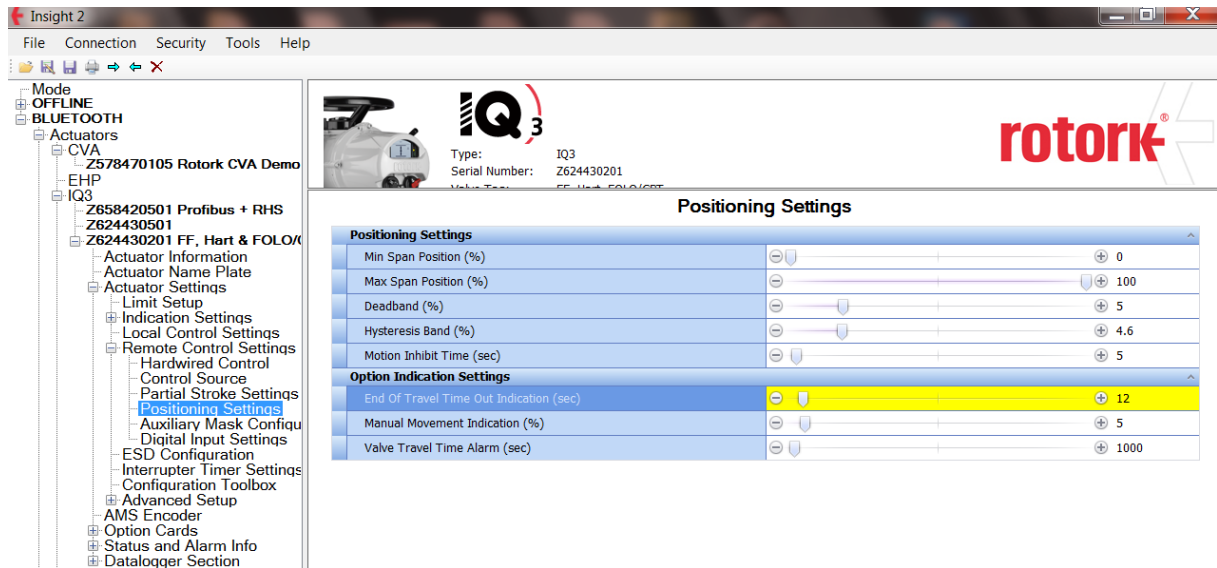 Insight 2
File Connection Security Tools Help
Mode
OFFLINE
BLUETOOTH
Actuators
CVA
Z578470105 Rotork CVA Demo
EHP
IQ3
Z658420501 Profibus + RHS
Z624430501
Z624430201 FF, Hart & FOLO/
Actuator Information
Actuator Name Plate
Actuator Settings
Limit Setup
Indication Settings
Local Control Settings
Remote Control Settings
Hardwired Control
Control Source
Partial Stroke Settings
Positioning Settings
Auxiliary Mask Configu
Digital Input Settings
ESD Configuration
Interrupter Timer Settings
Configuration Toolbox
Advanced Setup
AMS Encoder
Option Cards
Status and Alarm Info
Datalogger Section
IQ3
rotork®
Type: IQ3
Serial Number: Z624430201
Positioning Settings
Positioning Settings
Min Span Position (%) 0
Max Span Position (%) 100
Deadband (%) 5
Hysteresis Band (%) 4.6
Motion Inhibit Time (sec) 5
Option Indication Settings
End Of Travel Time Out Indication (sec) 12
Manual Movement Indication (%) 5
Valve Travel Time Alarm (sec) 1000